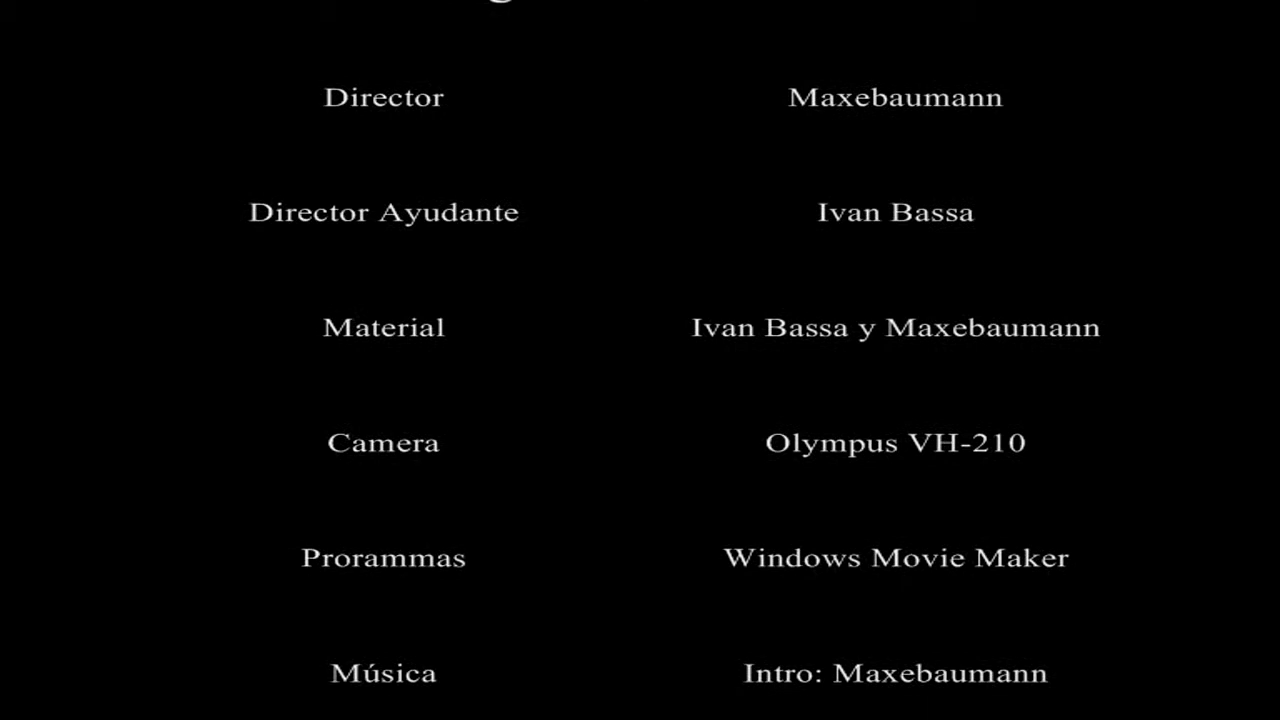 Director Maxebaumann
Director Ayudante Ivan Bassa
Material Ivan Bassa y Maxebaumann
Camera Olympus VH-210
Prorammas Windows Movie Maker
Música Intro: Maxebaumann